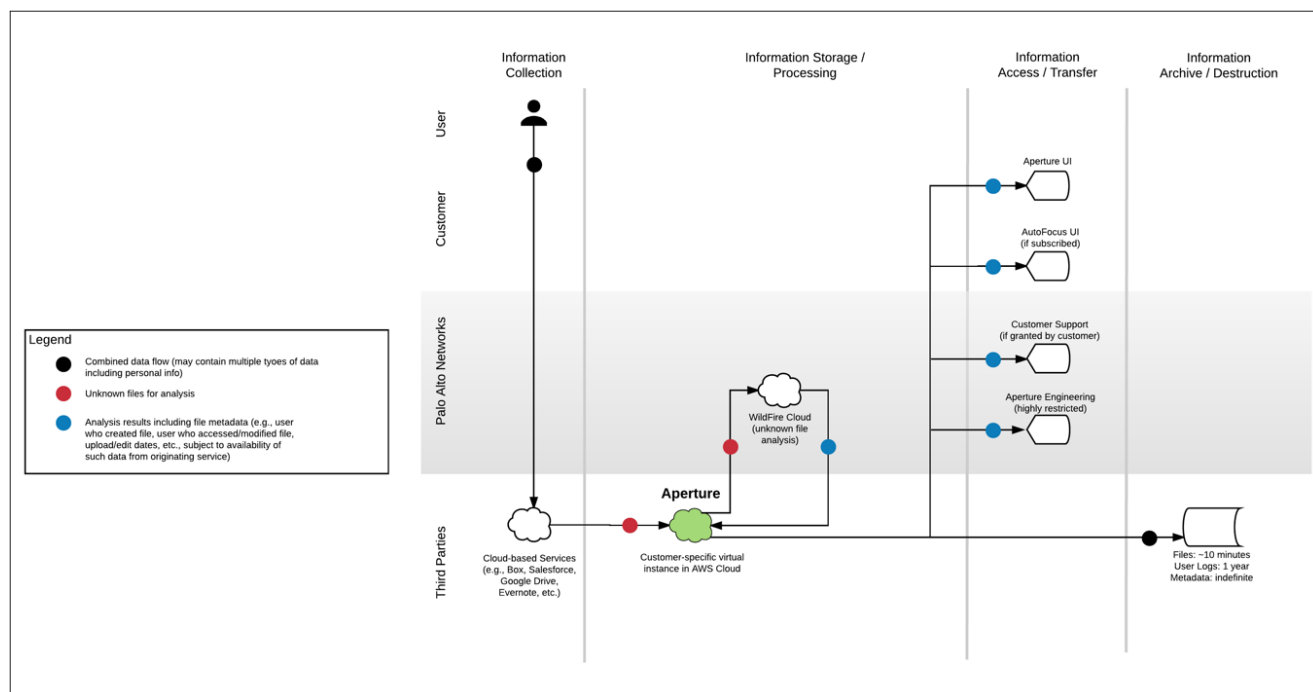 Information
Collection
Information Storage /
Processing
Information
Access / Transfer
Information
Archive / Destruction
User
Customer
Palo Alto Networks
Third Parties
Aperture UI
AutoFocus UI
(if subscribed)
Customer Support
(if granted by customer)
Aperture Engineering
(highly restricted)
WildFire Cloud
(unknown file
analysis)
Aperture
Customer-specific virtual
instance in AWS Cloud
Cloud-based Services
(e.g., Box, Salesforce,
Google Drive,
Evernote, etc.)
Files: ~10 minutes
User Logs: 1 year
Metadata: indefinite
Legend
Combined data flow (may contain multiple tyoes of data
including personal info)
Unknown files for analysis
Analysis results including file metadata (e.g., user
who created file, user who accessed/modified file,
upload/edit dates, etc., subject to availability of
such data from originating service)